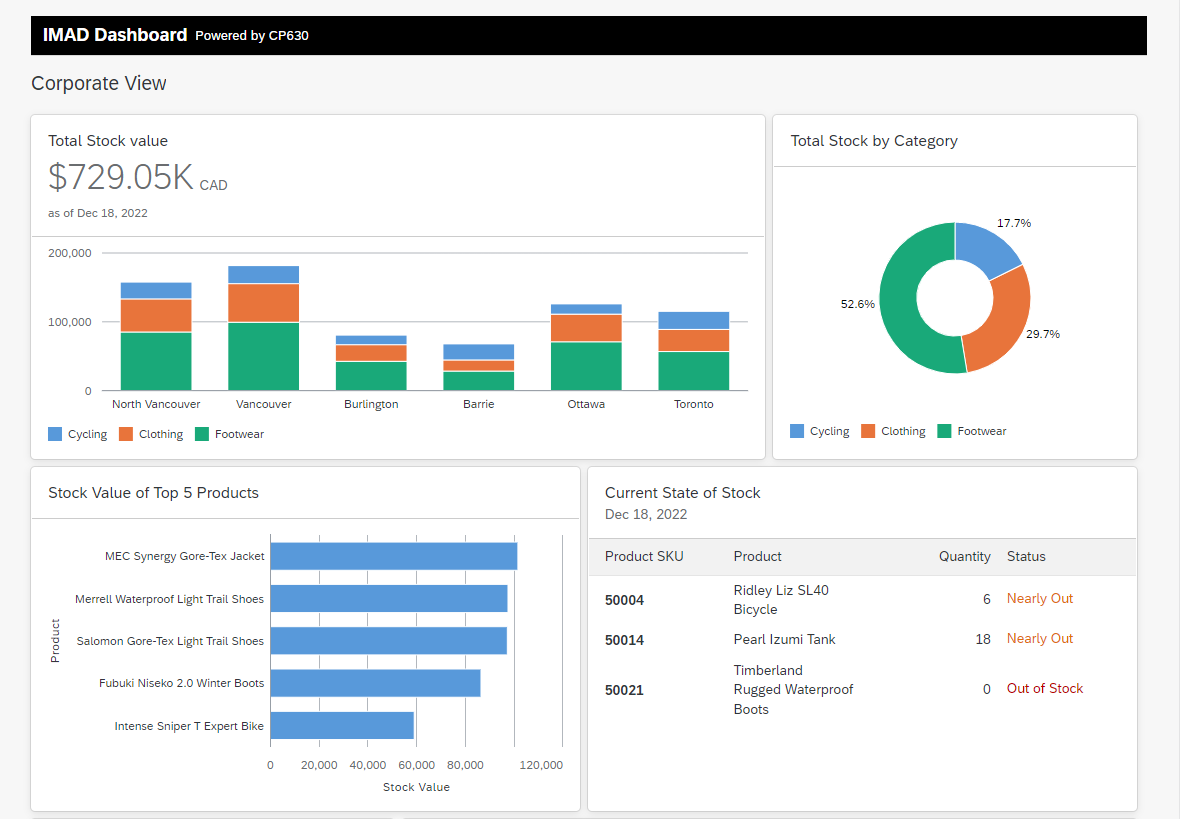 IMAD Dashboard Powered by CP630
Corporate View
Total Stock value
$729.05K CAD
as of Dec 18, 2022
200,000
100,000
0
North Vancouver Vancouver Burlington Barrie Ottawa Toronto
Cycling Clothing Footwear
Total Stock by Category
17.7%
52.6%
29.7%
Cycling Clothing Footwear
Stock Value of Top 5 Products
Product
MEC Synergy Gore-Tex Jacket
Merrell Waterproof Light Trail Shoes
Salomon Gore-Tex Light Trail Shoes
Fubuki Niseko 2.0 Winter Boots
Intense Sniper T Expert Bike
0 20,000 40,000 60,000 80,000 120,000
Stock Value
Current State of Stock
Dec 18, 2022
Product SKU Product Quantity Status
50004 Ridley Liz SL40 6 Nearly Out
Bicycle
50014 Pearl Izumi Tank 18 Nearly Out
Timberland
50021 Rugged Waterproof 0 Out of Stock
Boots